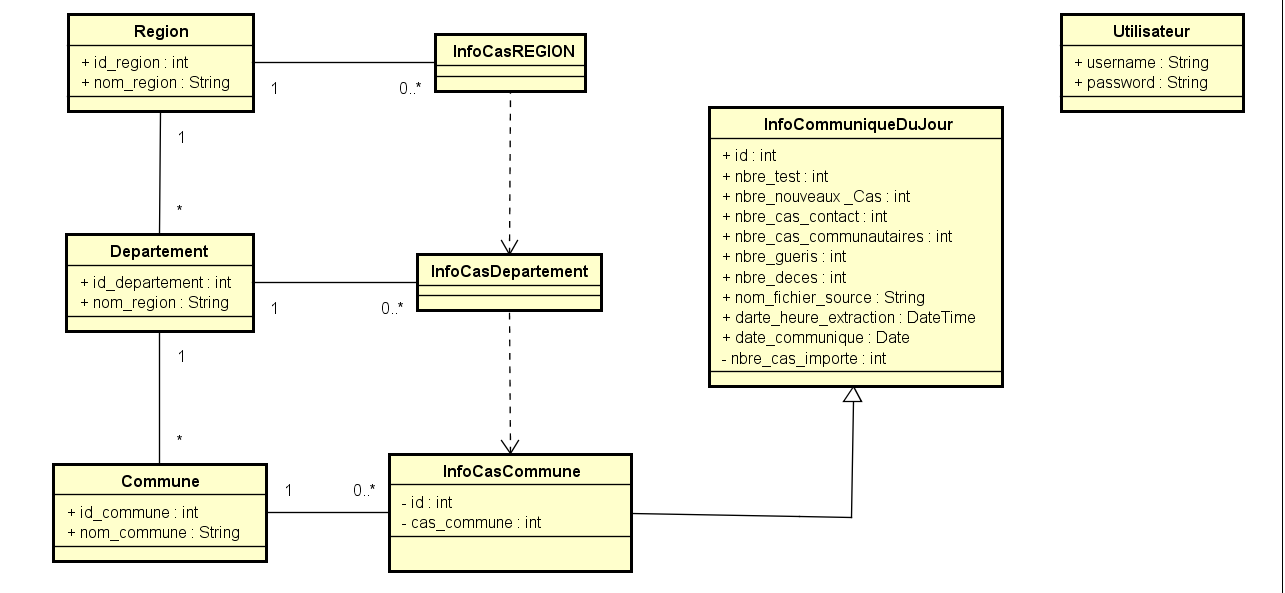 Region
+ id_region : int
+ nom_region : String
1
0..*
InfoCasREGION
1
*
Departement
+ id_departement : int
+ nom_region : String
1
0..*
InfoCasDepartement
1
*
Commune
+ id_commune : int
+ nom_commune : String
1
0..*
InfoCasCommune
- id : int
- cas_commune : int
InfoCommuniqueDuJour
+ id : int
+ nbre_test : int
+ nbre_nouveaux _Cas : int
+ nbre_cas_contact : int
+ nbre_cas_communautaires : int
+ nbre_gueris : int
+ nbre_deces : int
+ nom_fichier_source : String
+ darte_heure_extraction : DateTime
+ date_communique : Date
- nbre_cas_importe : int
Utilisateur
+ username : String
+ password : String